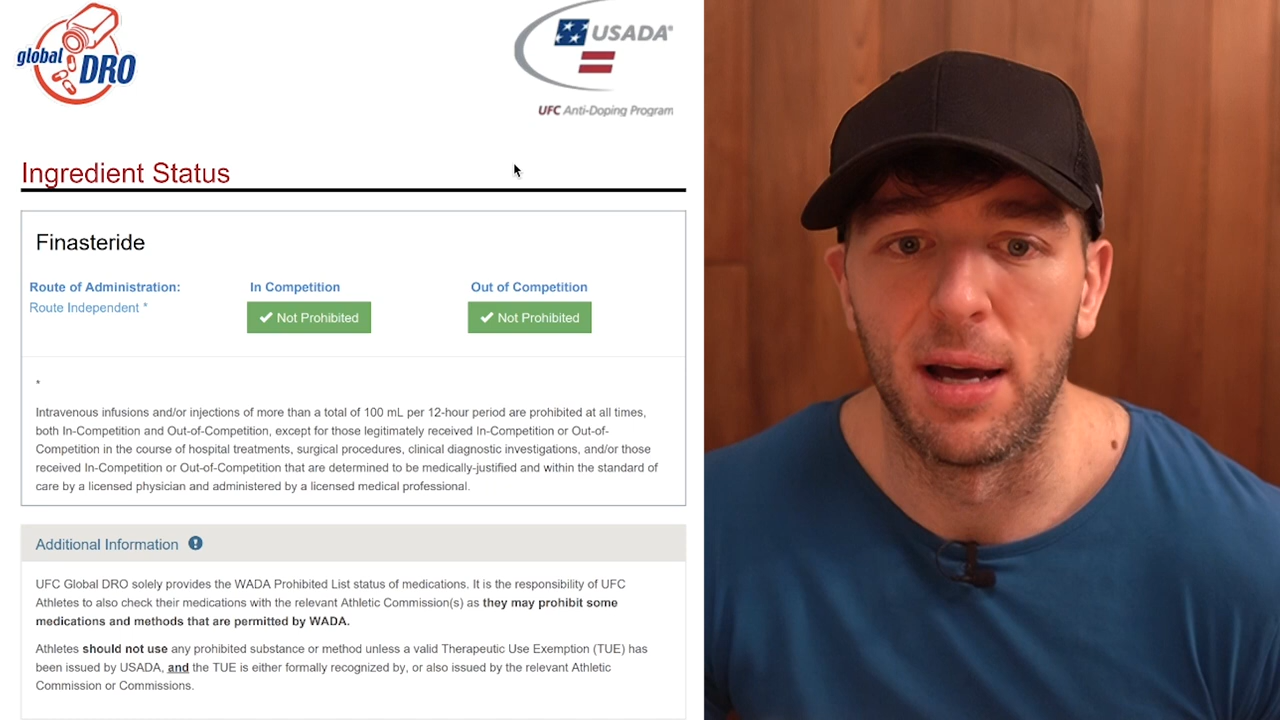 global
DRO
USADA
UFC Anti-Doping Program
Ingredient Status
Finasteride
Route of Administration:
In Competition
Out of Competition
Route Independent *
Not Prohibited
Not Prohibited
*
Intravenous infusions and/or injections of more than a total of 100 mL per 12-hour period are prohibited at all times,
both In-Competition and Out-of-Competition, except for those legitimately received In-Competition or Out-of-
Competition in the course of hospital treatments, surgical procedures, clinical diagnostic investigations, and/or those
received In-Competition or Out-of-Competition that are determined to be medically-justified and within the standard of
care by a licensed physician and administered by a licensed medical professional.
Additional Information
UFC Global DRO solely provides the WADA Prohibited List status of medications. It is the responsibility of UFC
Athletes to also check their medications with the relevant Athletic Commission(s) as they may prohibit some
medications and methods that are permitted by WADA.
Athletes should not use any prohibited substance or method unless a valid Therapeutic Use Exemption (TUE) has
been issued by USADA, and the TUE is either formally recognized by, or also issued by the relevant Athletic
Commission or Commissions.